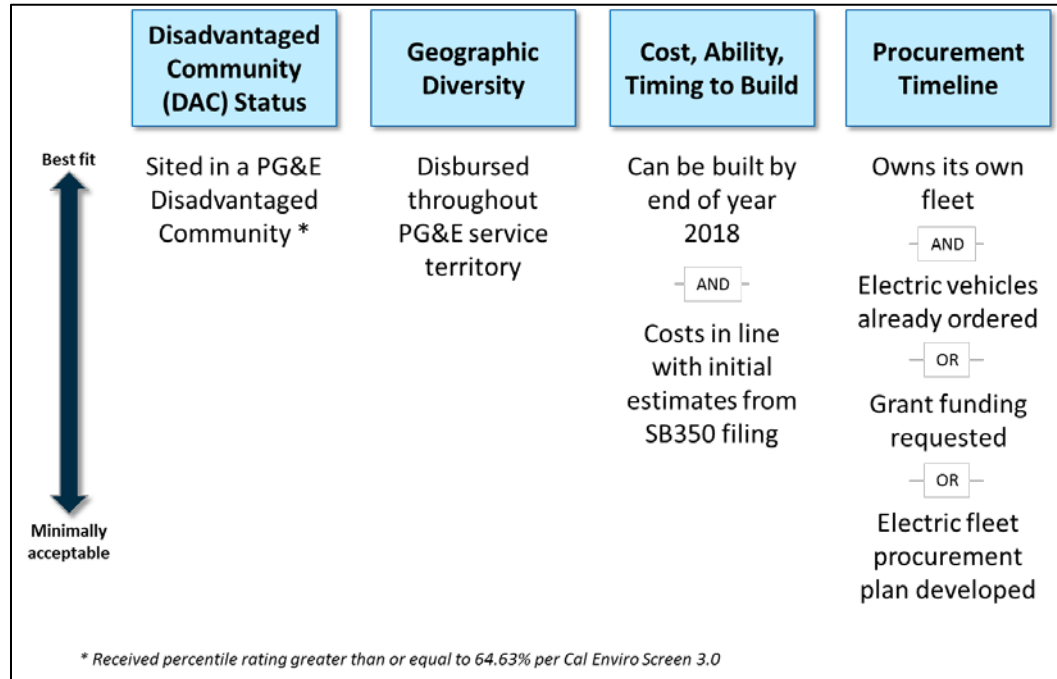 Disadvantaged
Community
(DAC) Status
Geographic
Diversity
Cost, Ability,
Timing to Build
Procurement
Timeline
Best fit
Minimally
acceptable
Sited in a PG&E
Disadvantaged
Community *
Disbursed
throughout
PG&E service
territory
Can be built by
end of year
2018
AND
Costs in line
with initial
estimates from
SB350 filing
Owns its own
fleet
AND
Electric vehicles
already ordered
OR
Grant funding
requested
OR
Electric fleet
procurement
plan developed
* Received percentile rating greater than or equal to 64.63% per Cal Enviro Screen 3.0